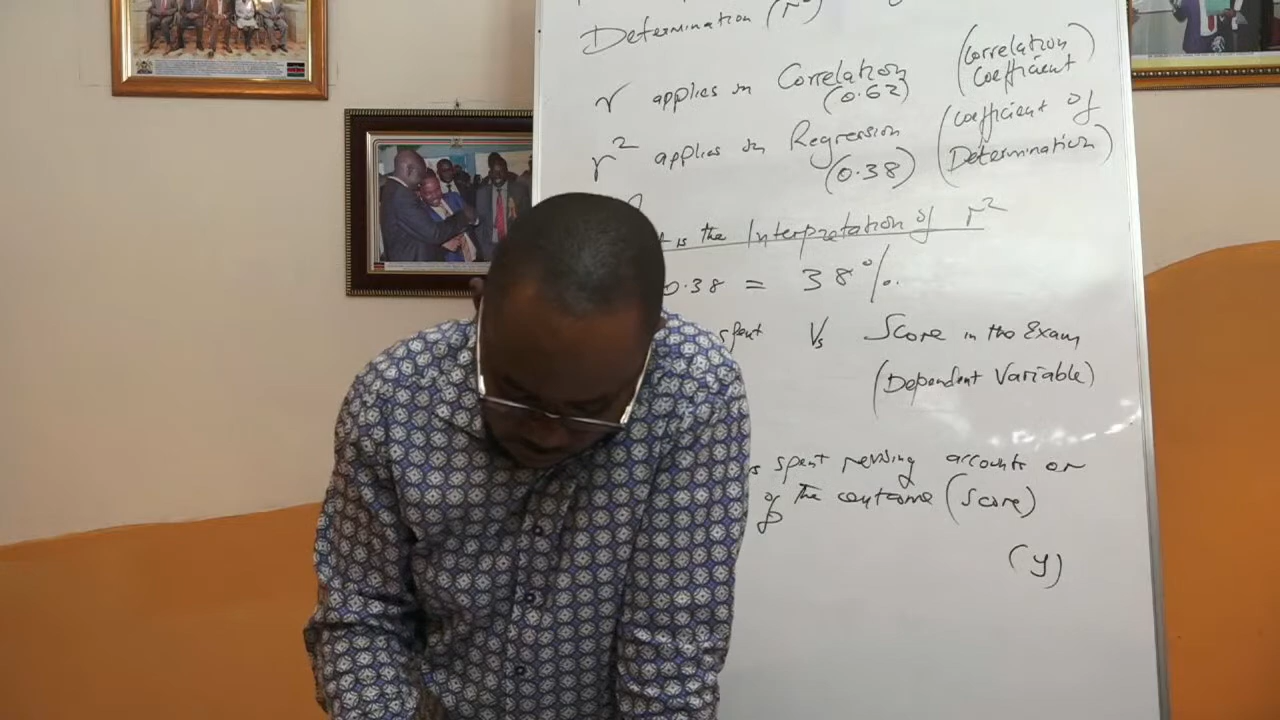 Determination (r²)
r applies in Correlation (Correlation Coefficient)
(0.62)
r² applies in Regression (Coefficient of Determination)
(0.38)
is the Interpretation of r²
0.38 = 38%.
spent Vs Score in the Exam
(Dependent Variable)
spent revising accounts
of the outcome (Score)
(y)